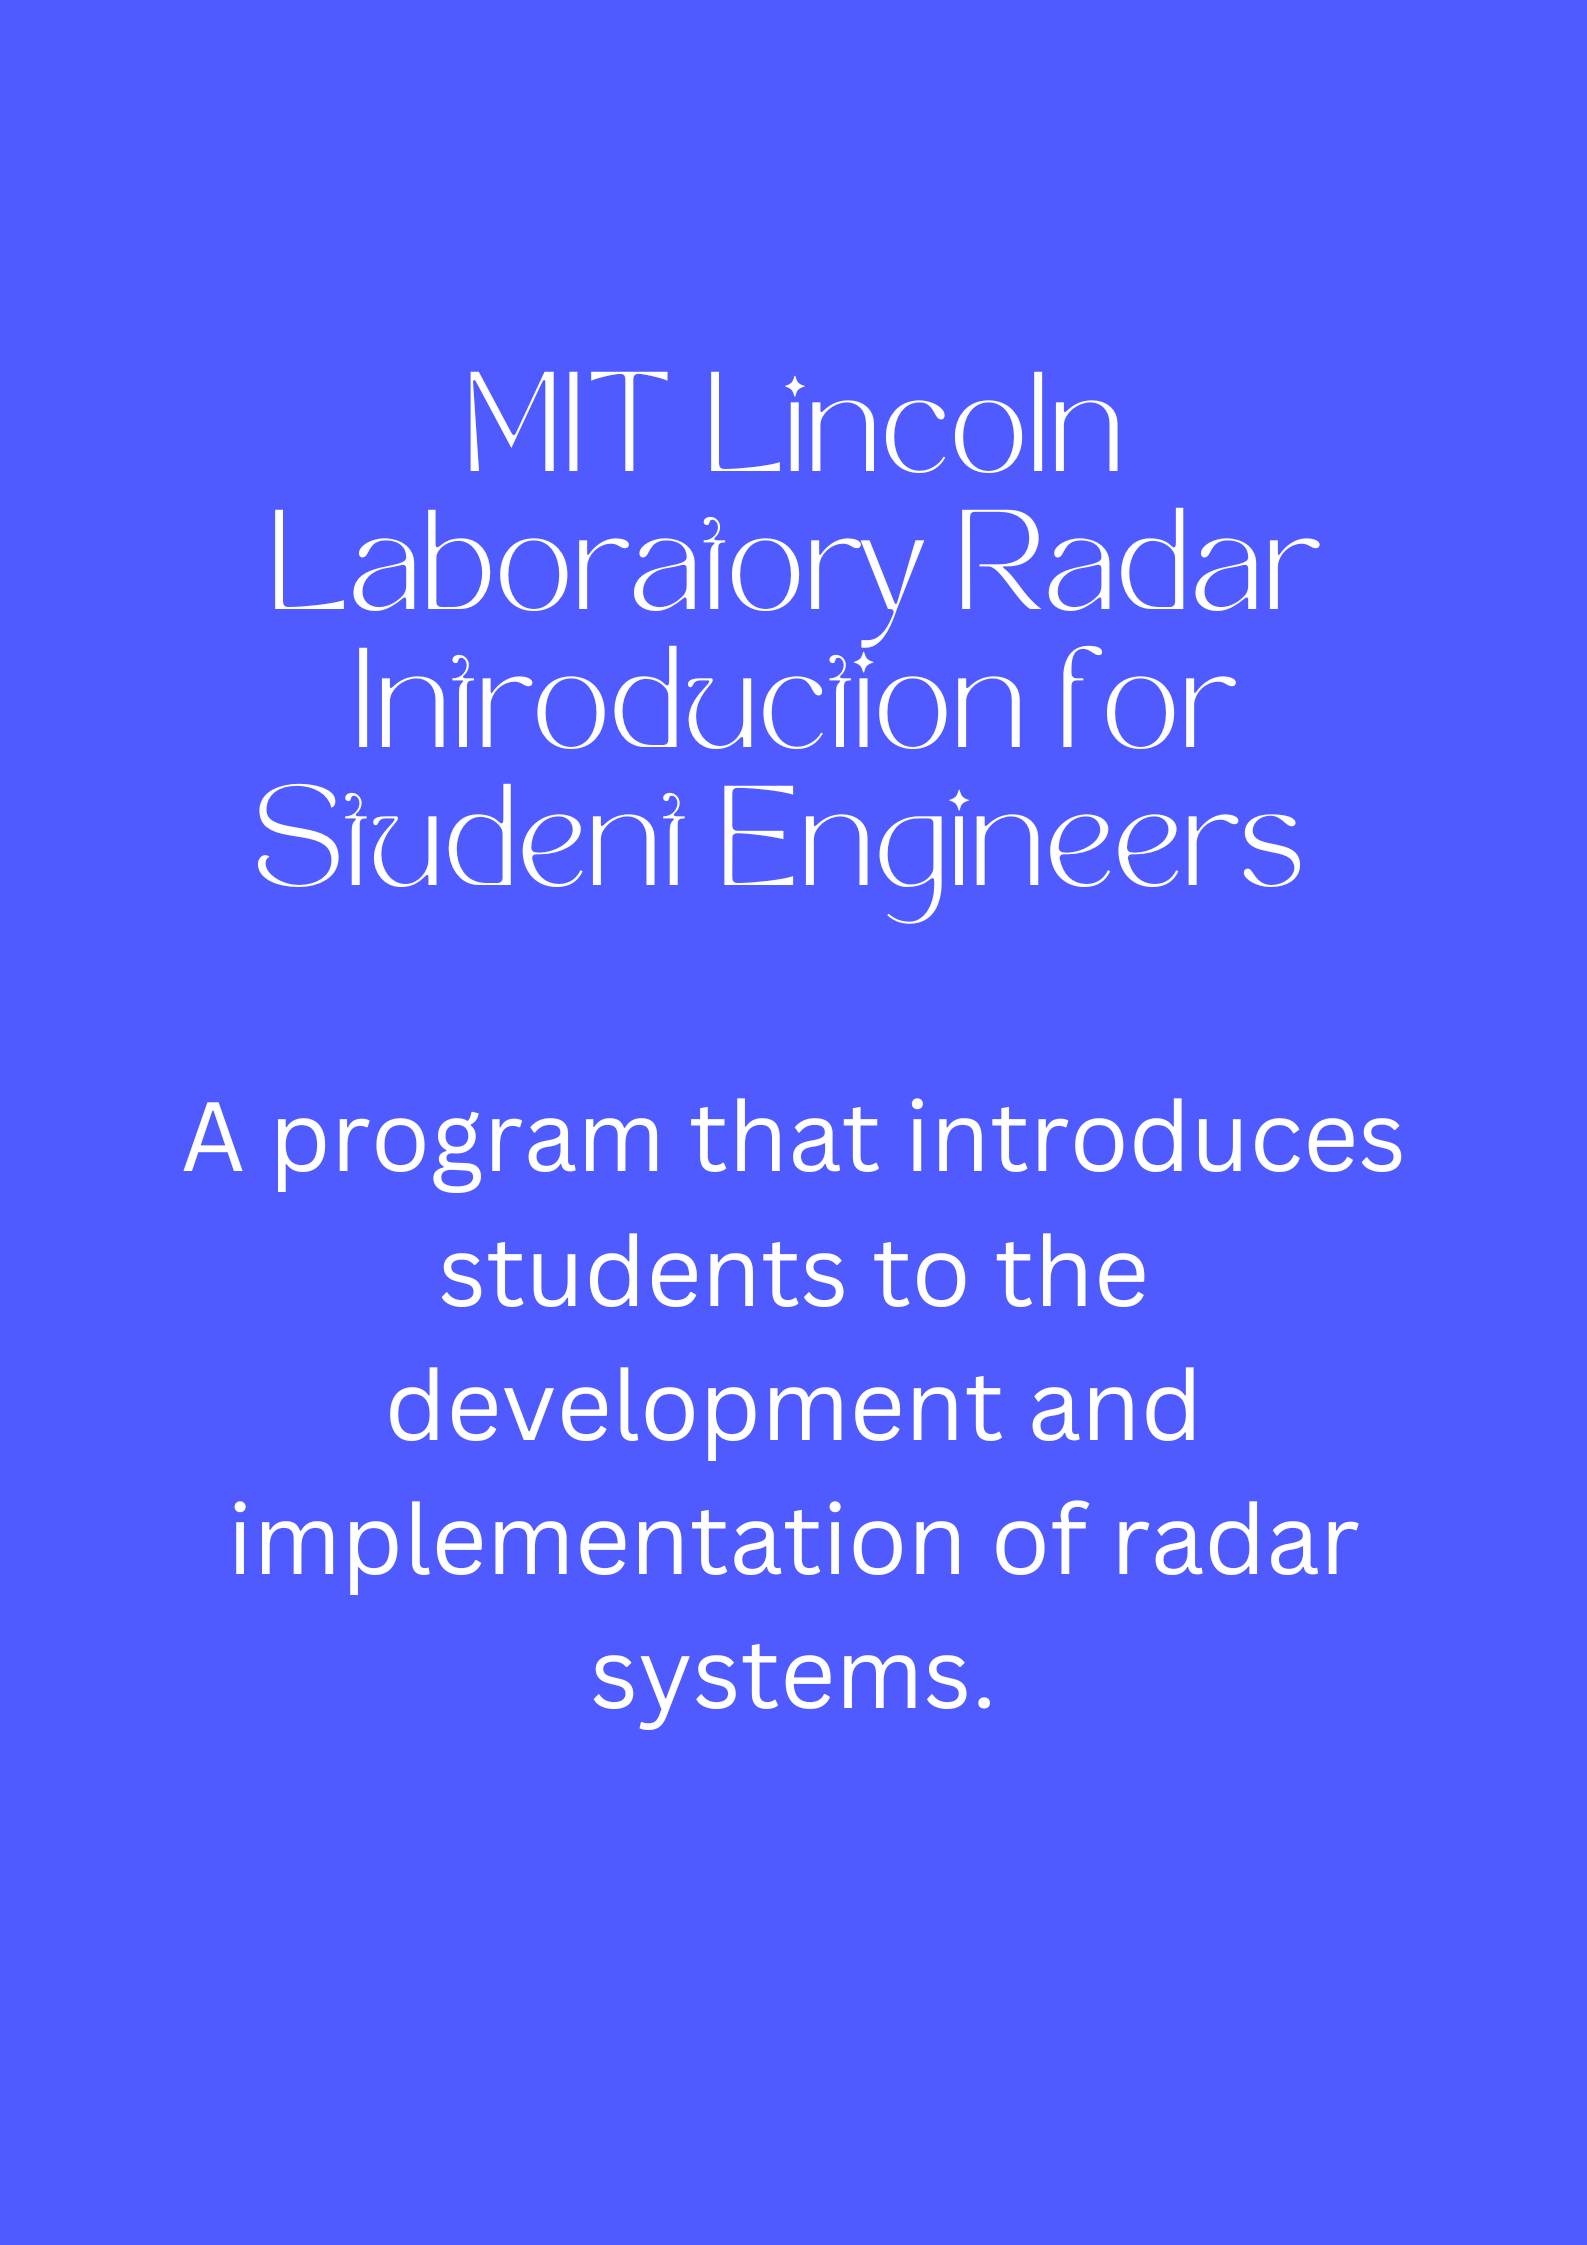 MIT Lincoln
Laboratory Radar
Introduction for
Student Engineers
A program that introduces
students to the
development and
implementation of radar
systems.